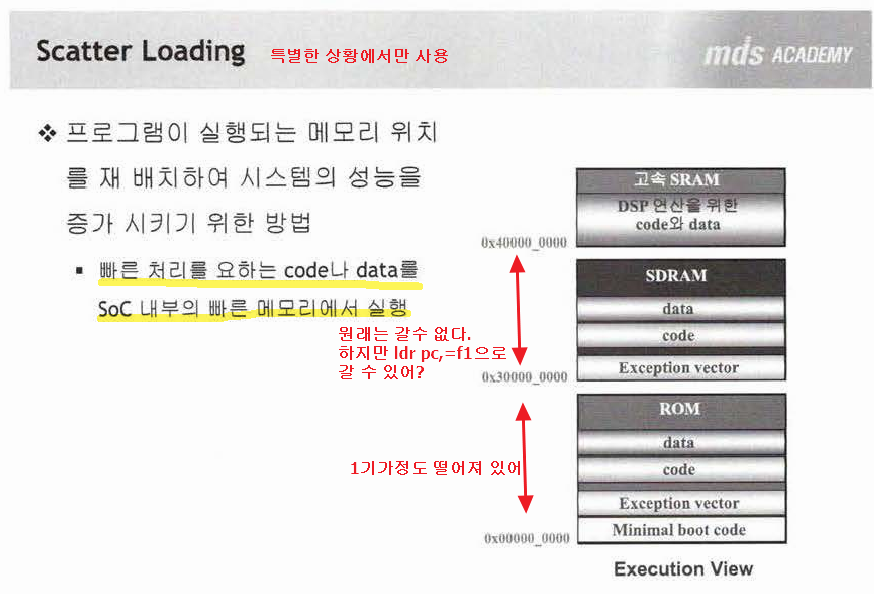 Scatter Loading 특별한 상황에서만 사용
mds ACADEMY
❖ 프로그램이 실행되는 메모리 위치
를 재 배치하여 시스템의 성능을
증가 시키기 위한 방법
▪ 빠른 처리를 요하는 code나 data를
SoC 내부의 빠른 메모리에서 실행
원래는 갈수 없다.
하지만 ldr pc,=f1으로
갈 수 있어?
1기가정도 떨어져 있어
고속 SRAM
DSP 연산을 위한
code와 data
0x40000_0000
SDRAM
data
code
Exception vector
0x30000_0000
ROM
data
code
Exception vector
Minimal boot code
0x00000_0000
Execution View